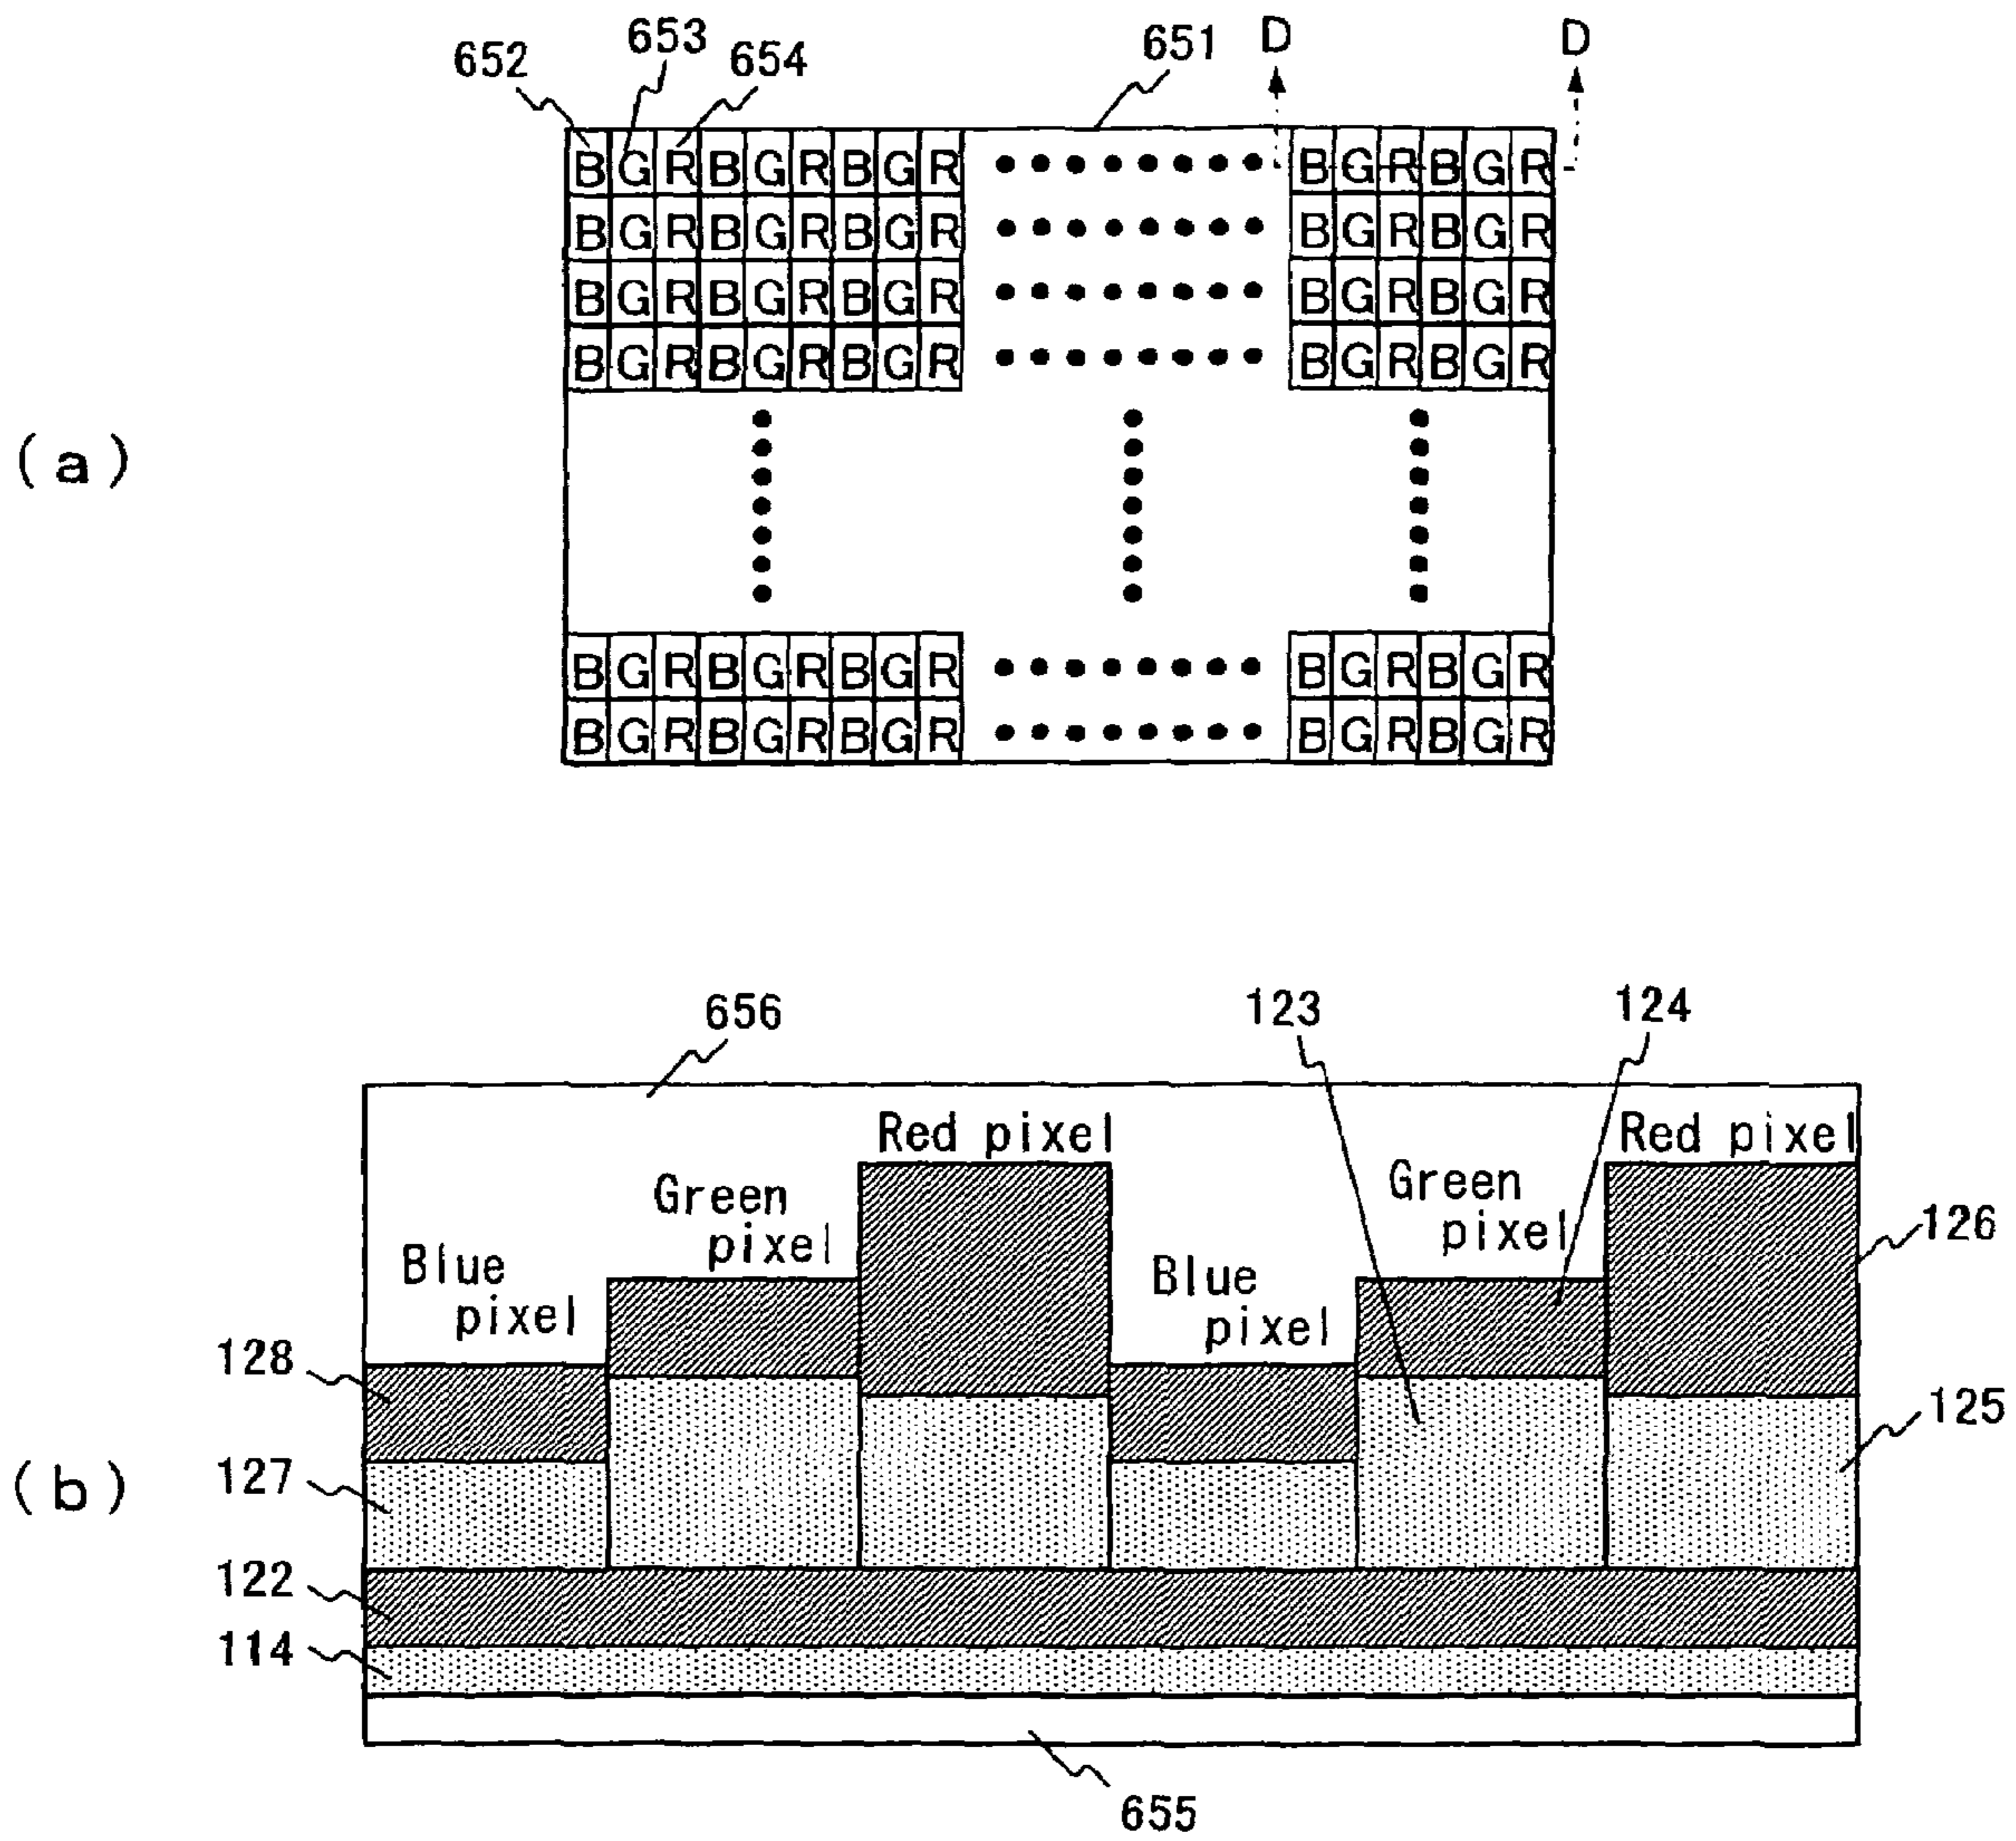 652 653 654 651 D D
B G R B G R B G R B G R B G R
B G R B G R B G R B G R B G R
B G R B G R B G R B G R B G R
B G R B G R B G R B G R B G R
(a)
B G R B G R B G R B G R B G R
B G R B G R B G R B G R B G R
656 123 124
Red pixel Red pixel
Green
pixel
Green
pixel
126
Blue
pixel
Blue
pixel
128
125
(b)
127
122
114
655